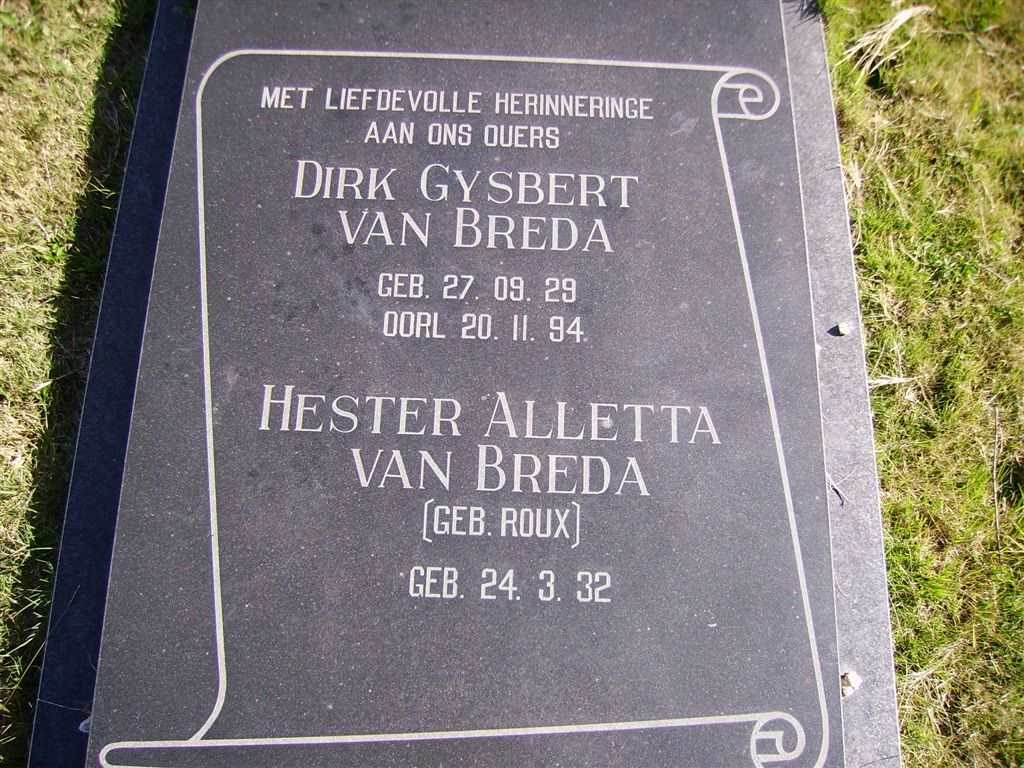 MET LIEFDEVOLLE HERINNERINGE
AAN ONS OUERS
DIRK GYSBERT
VAN BREDA
GEB. 27. 09. 29
OORL 20. 11. 94
HESTER ALLETTA
VAN BREDA
(GEB. ROUX)
GEB. 24. 3. 32